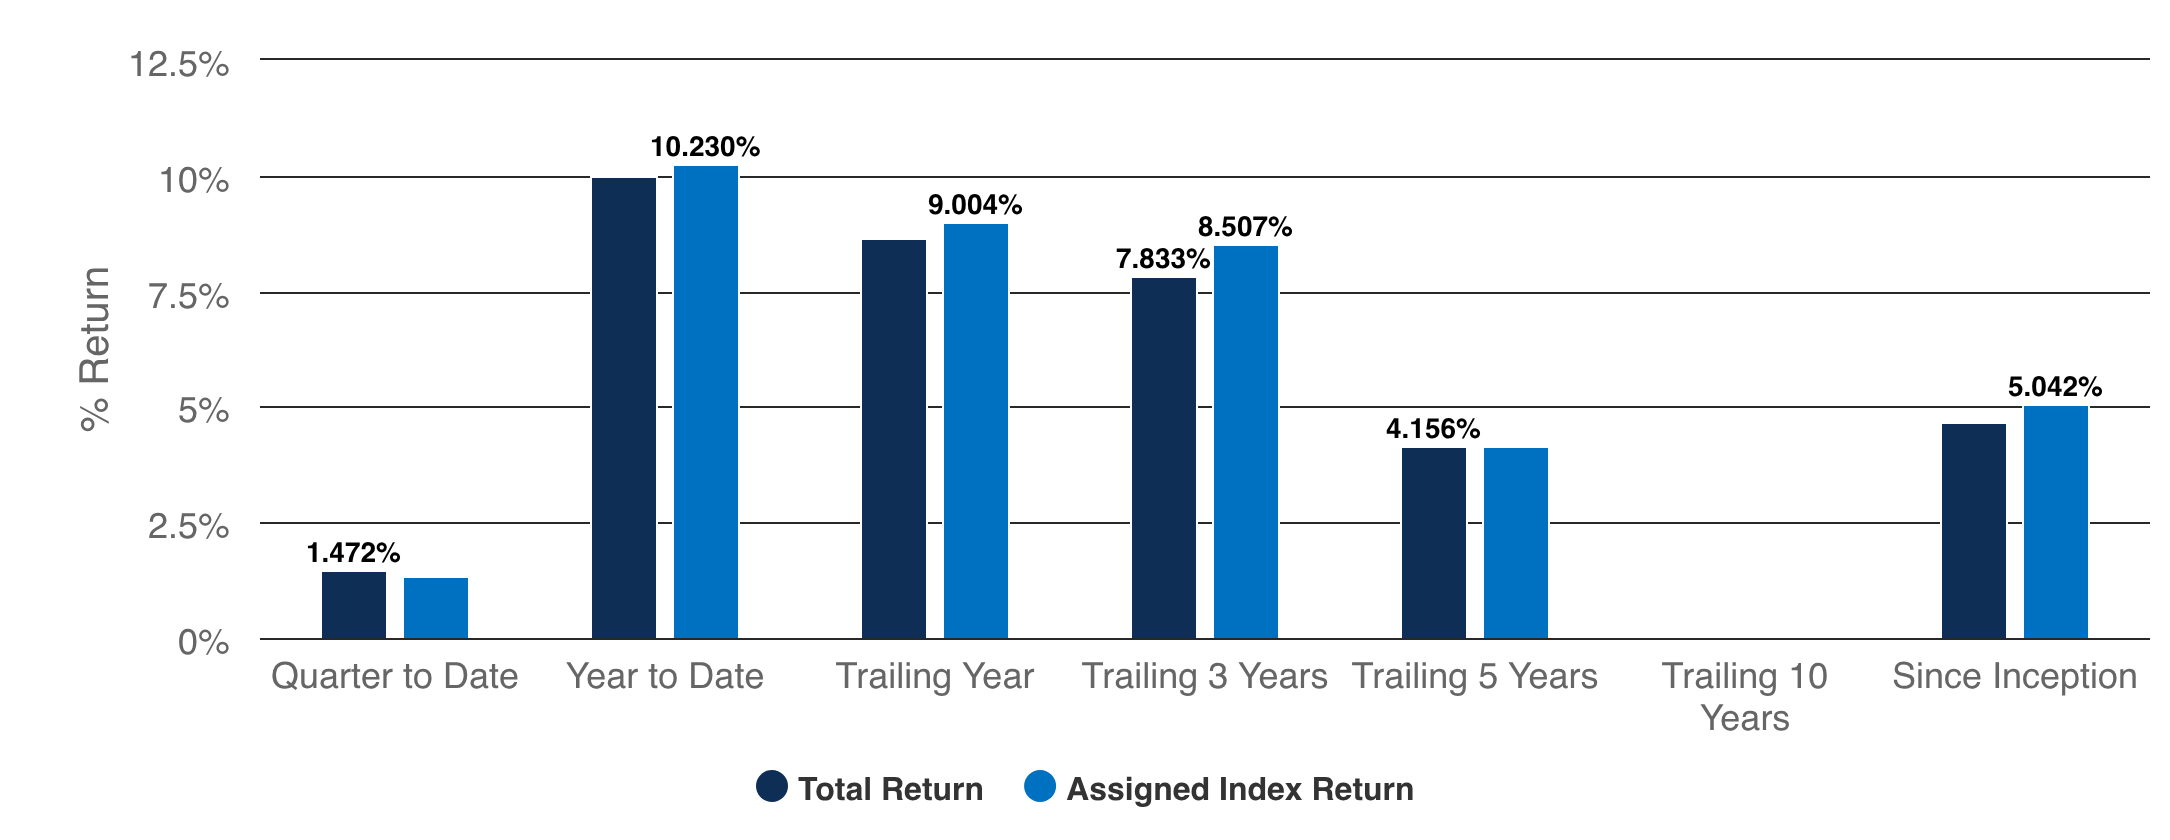 12.5%
10%
7.5%
5%
2.5%
0%
% Return
1.472%
10.230%
9.004%
7.833%
8.507%
4.156%
5.042%
Quarter to Date
Year to Date
Trailing Year
Trailing 3 Years
Trailing 5 Years
Trailing 10
Years
Since Inception
Total Return
Assigned Index Return